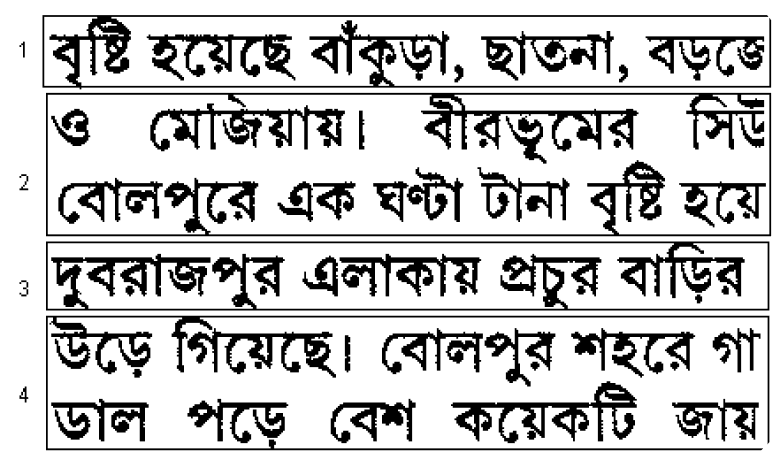 1 বৃষ্টি হয়েছে বাঁকুড়া, ছাতনা,
ও মেজিয়ায়। বীরভূমের
2 বোলপুরে এক ঘণ্টা টানা বৃষ্টি হয়ে
3 দুবরাজপুর এলাকায় প্রচুর বাড়ির
উড়ে গিয়েছে। বোলপুর শহরে গা
4 ডাল পড়ে বেশ কয়েকটি জায়